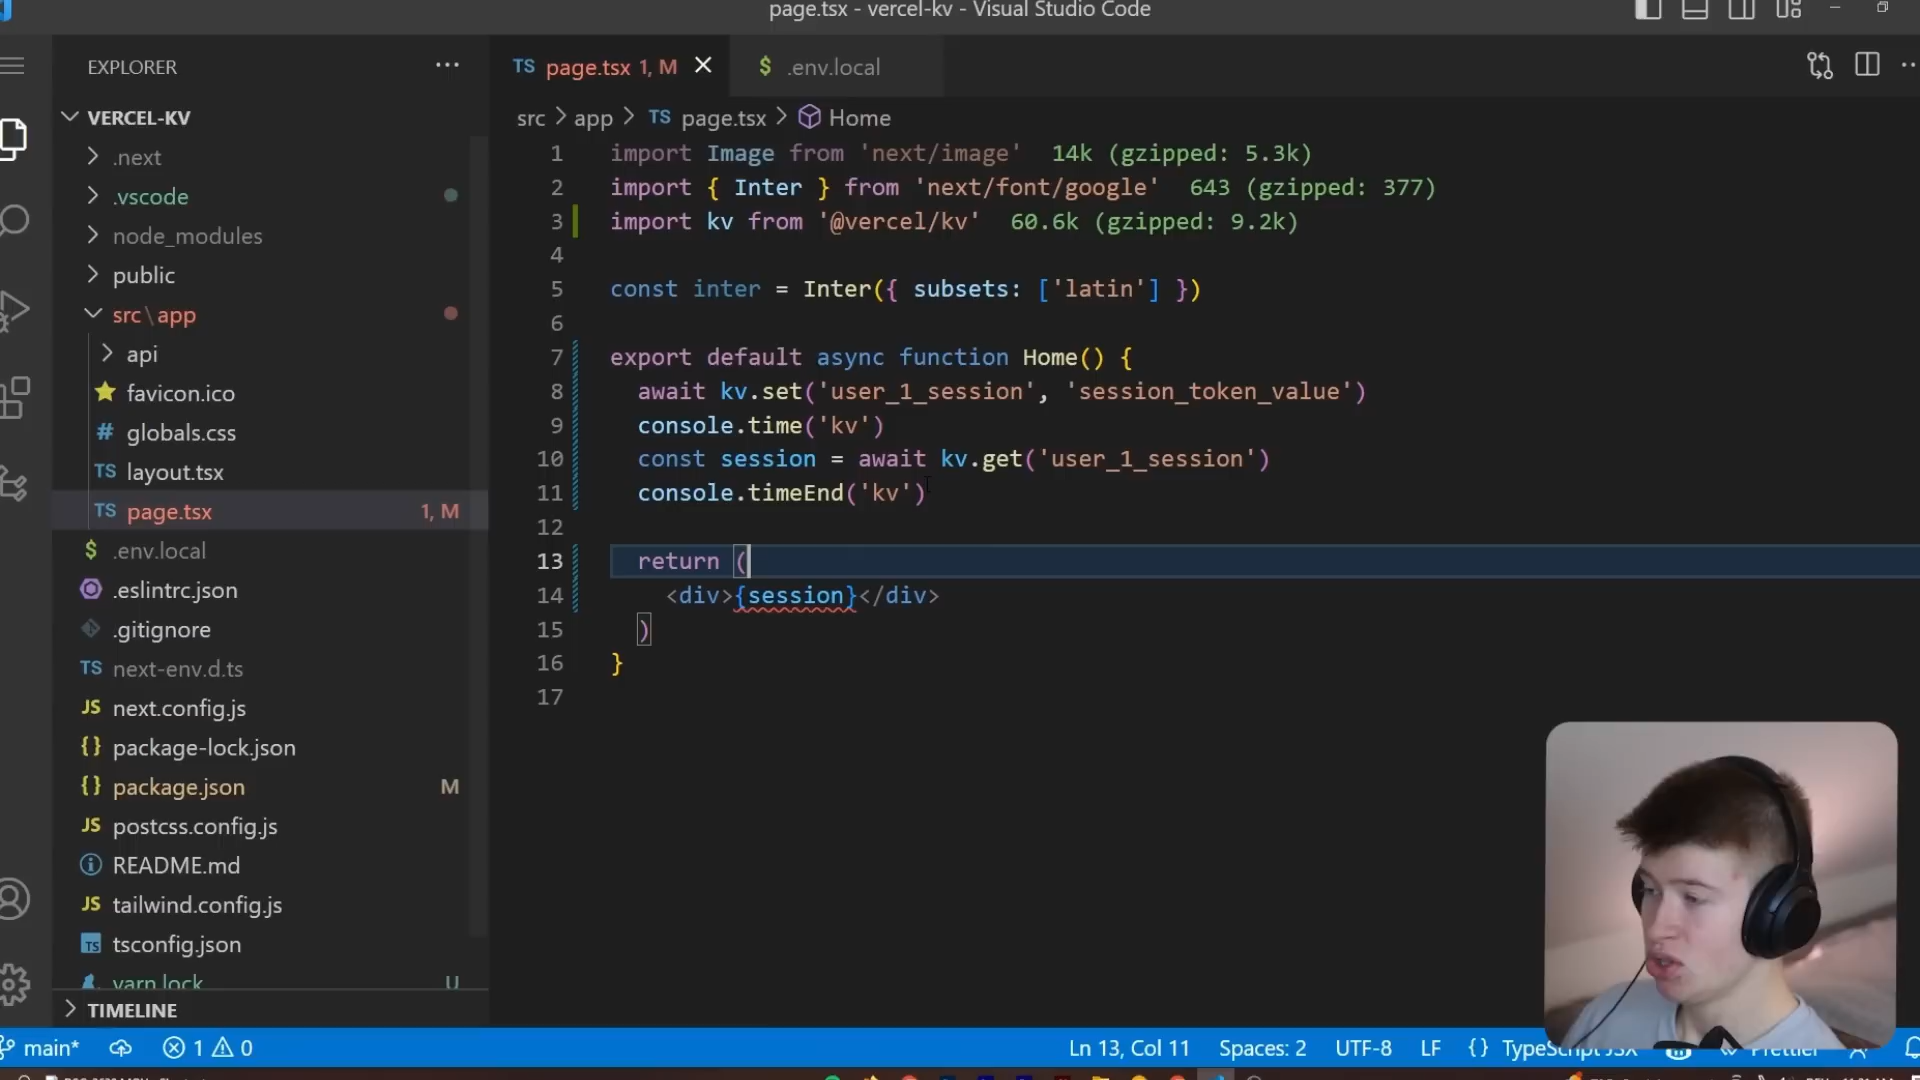 page.tsx - vercel-kv - Visual Studio Code
EXPLORER
TS page.tsx 1, M
$ .env.local
VERCEL-KV
.next
.vscode
node_modules
public
src\app
api
favicon.ico
# globals.css
TS layout.tsx
TS page.tsx 1, M
$ .env.local
.eslintrc.json
.gitignore
TS next-env.d.ts
JS next.config.js
{} package-lock.json
{} package.json M
JS postcss.config.js
README.md
JS tailwind.config.js
TS tsconfig.json
yarn.lock U
TIMELINE
src > app > TS page.tsx > Home
1 import Image from 'next/image' 14k (gzipped: 5.3k)
2 import { Inter } from 'next/font/google' 643 (gzipped: 377)
3 import kv from '@vercel/kv' 60.6k (gzipped: 9.2k)
4
5 const inter = Inter({ subsets: ['latin'] })
6
7 export default async function Home() {
8 await kv.set('user_1_session', 'session_token_value')
9 console.time('kv')
10 const session = await kv.get('user_1_session')
11 console.timeEnd('kv')
12
13 return (
14 <div>{session}</div>
15 )
16 }
17
main* 1 0
Ln 13, Col 11 Spaces: 2 UTF-8 LF {} TypeScript JSX Prettier